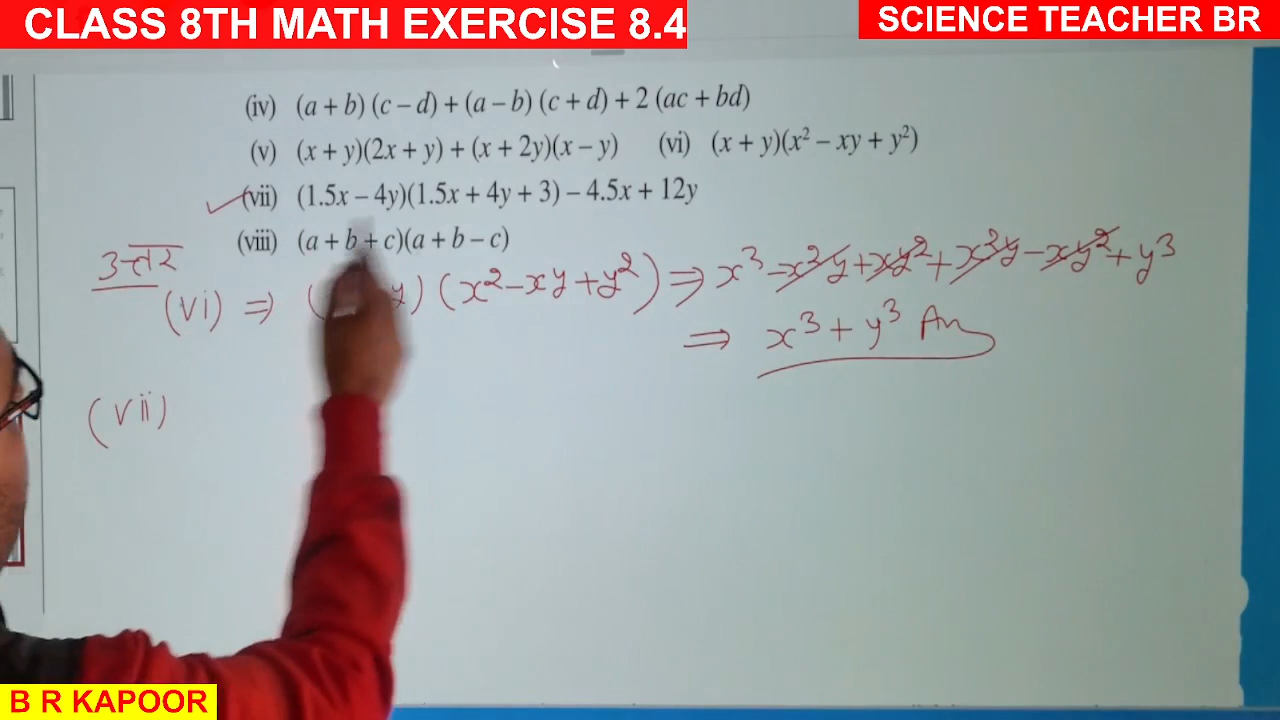 CLASS 8TH MATH EXERCISE 8.4
SCIENCE TEACHER BR
(iv) (a + b) (c – d) + (a – b) (c + d) + 2 (ac + bd)
(v) (x + y)(2x + y) + (x + 2y)(x – y) (vi) (x + y)(x² – xy + y²)
(vii) (1.5x – 4y)(1.5x + 4y + 3) – 4.5x + 12y
(viii) (a + b + c)(a + b – c)
उत्तर
(vi) ⇒ ( y) (x² – xy + y²) ⇒ x³ – x²y + xy² + x²y – xy² + y³
⇒ x³ + y³ Ans
(vii)
B R KAPOOR